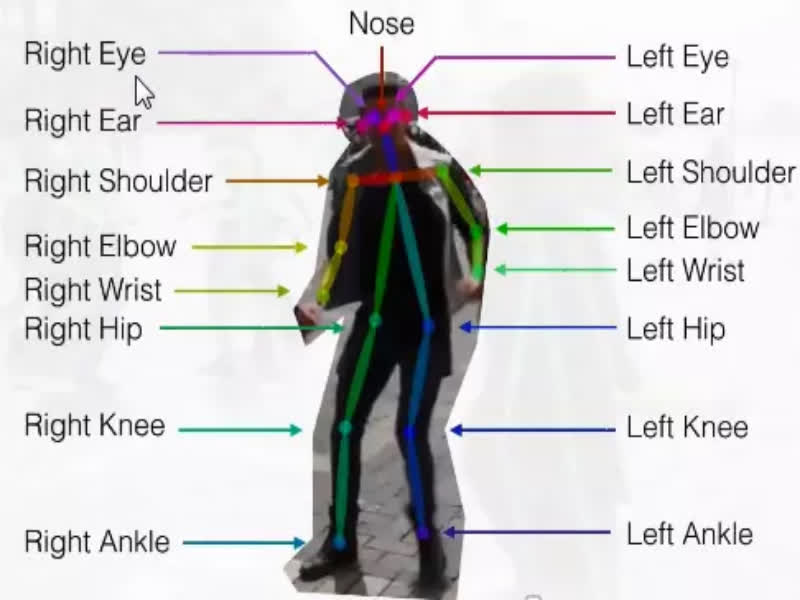 Nose
Right Eye
Left Eye
Right Ear
Left Ear
Right Shoulder
Left Shoulder
Right Elbow
Left Elbow
Right Wrist
Left Wrist
Right Hip
Left Hip
Right Knee
Left Knee
Right Ankle
Left Ankle